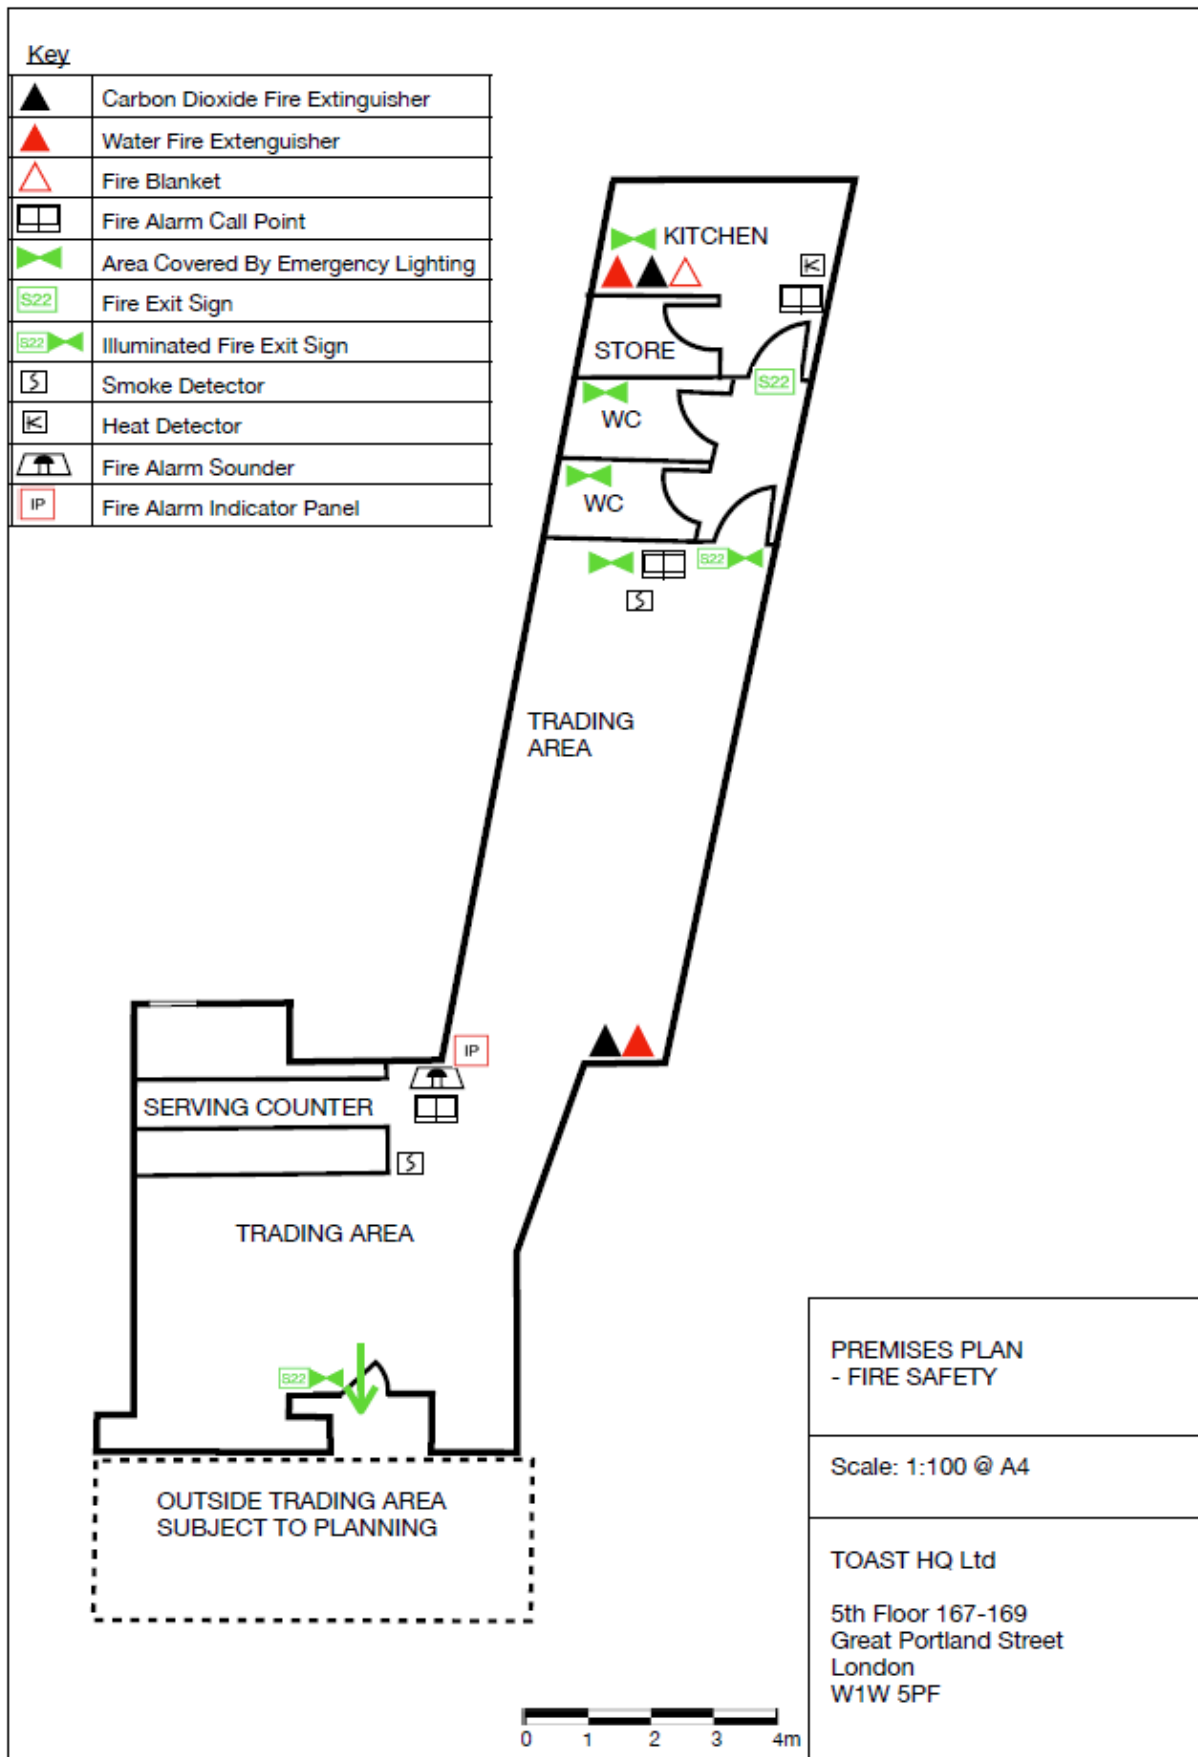 Key
Carbon Dioxide Fire Extinguisher
Water Fire Extenguisher
Fire Blanket
Fire Alarm Call Point
Area Covered By Emergency Lighting
S22 Fire Exit Sign
S22 Illuminated Fire Exit Sign
Smoke Detector
Heat Detector
Fire Alarm Sounder
IP Fire Alarm Indicator Panel
KITCHEN
STORE
S22
WC
WC
S22
TRADING
AREA
IP
SERVING COUNTER
TRADING AREA
S22
OUTSIDE TRADING AREA
SUBJECT TO PLANNING
PREMISES PLAN
- FIRE SAFETY
Scale: 1:100 @ A4
TOAST HQ Ltd
5th Floor 167-169
Great Portland Street
London
W1W 5PF
0 1 2 3 4m